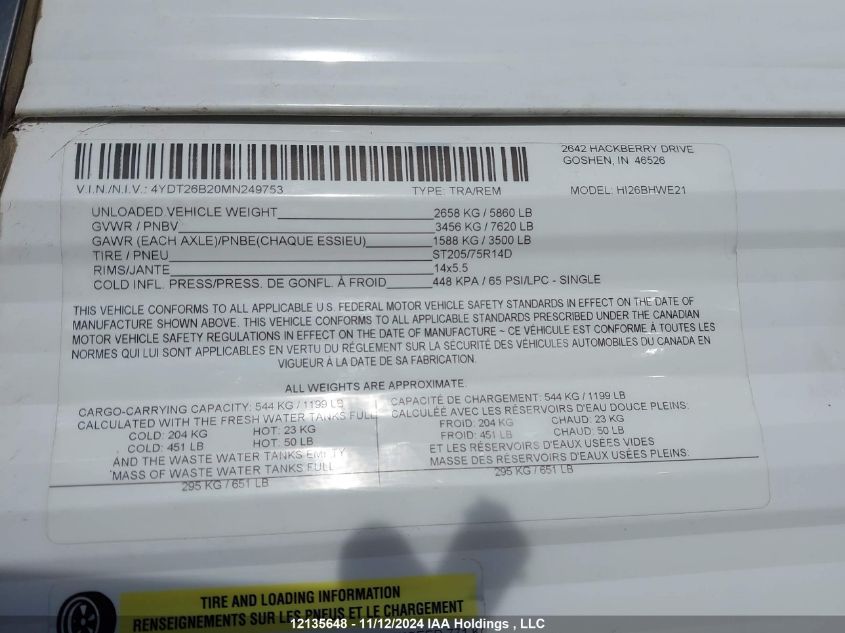 2642 HACKBERRY DRIVE
GOSHEN, IN 46526
V.I.N./N.I.V.: 4YDT26B20MN249753 TYPE: TRA/REM MODEL: HI26BHWE21
UNLOADED VEHICLE WEIGHT 2658 KG / 5860 LB
GVWR / PNBV 3456 KG / 7620 LB
GAWR (EACH AXLE)/PNBE(CHAQUE ESSIEU) 1588 KG / 3500 LB
TIRE / PNEU ST205/75R14D
RIMS/JANTE 14x5.5
COLD INFL. PRESS/PRESS. DE GONFL. À FROID 448 KPA / 65 PSI/LPC - SINGLE
THIS VEHICLE CONFORMS TO ALL APPLICABLE U.S. FEDERAL MOTOR VEHICLE SAFETY STANDARDS IN EFFECT ON THE DATE OF
MANUFACTURE SHOWN ABOVE. THIS VEHICLE CONFORMS TO ALL APPLICABLE STANDARDS PRESCRIBED UNDER THE CANADIAN
MOTOR VEHICLE SAFETY REGULATIONS IN EFFECT ON THE DATE OF MANUFACTURE ~ CE VÉHICULE EST CONFORME À TOUTES LES
NORMES QUI LUI SONT APPLICABLES EN VERTU DU RÉGLEMENT SUR LA SÉCURITÉ DES VÉHICULES AUTOMOBILES DU CANADA EN
VIGUEUR À LA DATE DE SA FABRICATION.
ALL WEIGHTS ARE APPROXIMATE.
CARGO-CARRYING CAPACITY: 544 KG / 1199 LB
CALCULATED WITH THE FRESH WATER TANKS FULL
COLD: 204 KG HOT: 23 KG
COLD: 451 LB HOT: 50 LB
AND THE WASTE WATER TANKS EMPTY
MASS OF WASTE WATER TANKS FULL
295 KG / 651 LB
CAPACITÉ DE CHARGEMENT: 544 KG / 1199 LB
CALCULÉE AVEC LES RÉSERVOIRS D'EAU DOUCE PLEINS.
FROID: 204 KG CHAUD: 23 KG
FROID: 451 LB CHAUD: 50 LB
ET LES RÉSERVOIRS D'EAUX USÉES VIDES
MASSE DES RÉSERVOIRS D'EAUX USÉES PLEINS.
295 KG / 651 LB
TIRE AND LOADING INFORMATION
RENSEIGNEMENTS SUR LES PNEUS ET LE CHARGEMENT
12135648 - 11/12/2024 IAA Holdings , LLC